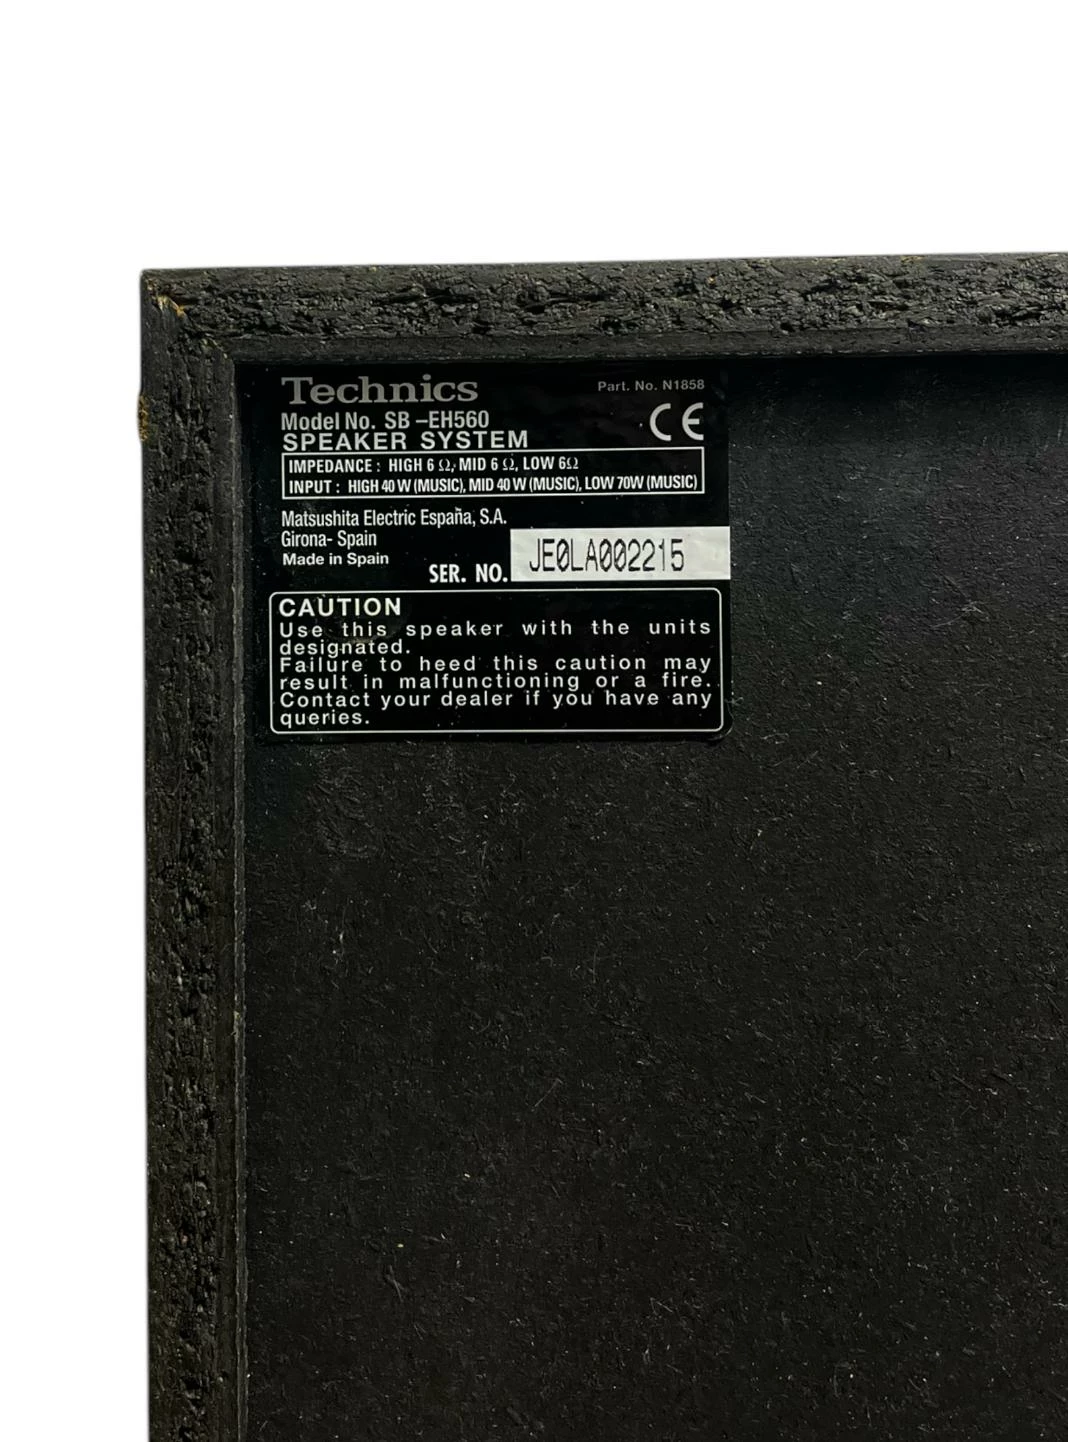 Technics
Part. No. N1858
Model No. SB –EH560
CE
SPEAKER SYSTEM
IMPEDANCE : HIGH 6 Ω, MID 6 Ω, LOW 6Ω
INPUT : HIGH 40 W (MUSIC), MID 40 W (MUSIC), LOW 70W (MUSIC)
Matsushita Electric España, S.A.
Girona- Spain
Made in Spain
SER. NO. JE0LA002215
CAUTION
Use this speaker with the units
designated.
Failure to heed this caution may
result in malfunctioning or a fire.
Contact your dealer if you have any
queries.